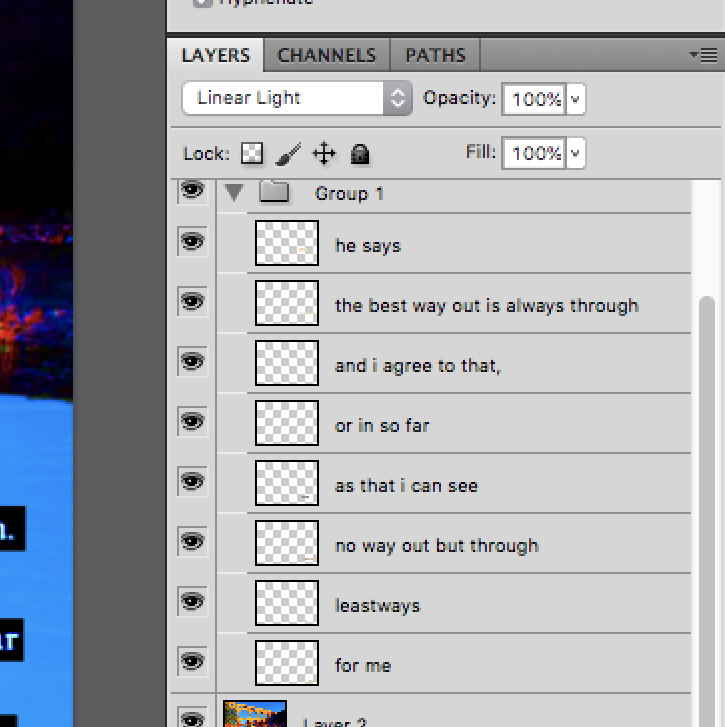 Hyphenate
LAYERS CHANNELS PATHS
Linear Light Opacity: 100%
Lock: Fill: 100%
Group 1
he says
the best way out is always through
and i agree to that,
or in so far
as that i can see
no way out but through
leastways
for me
Layer 2